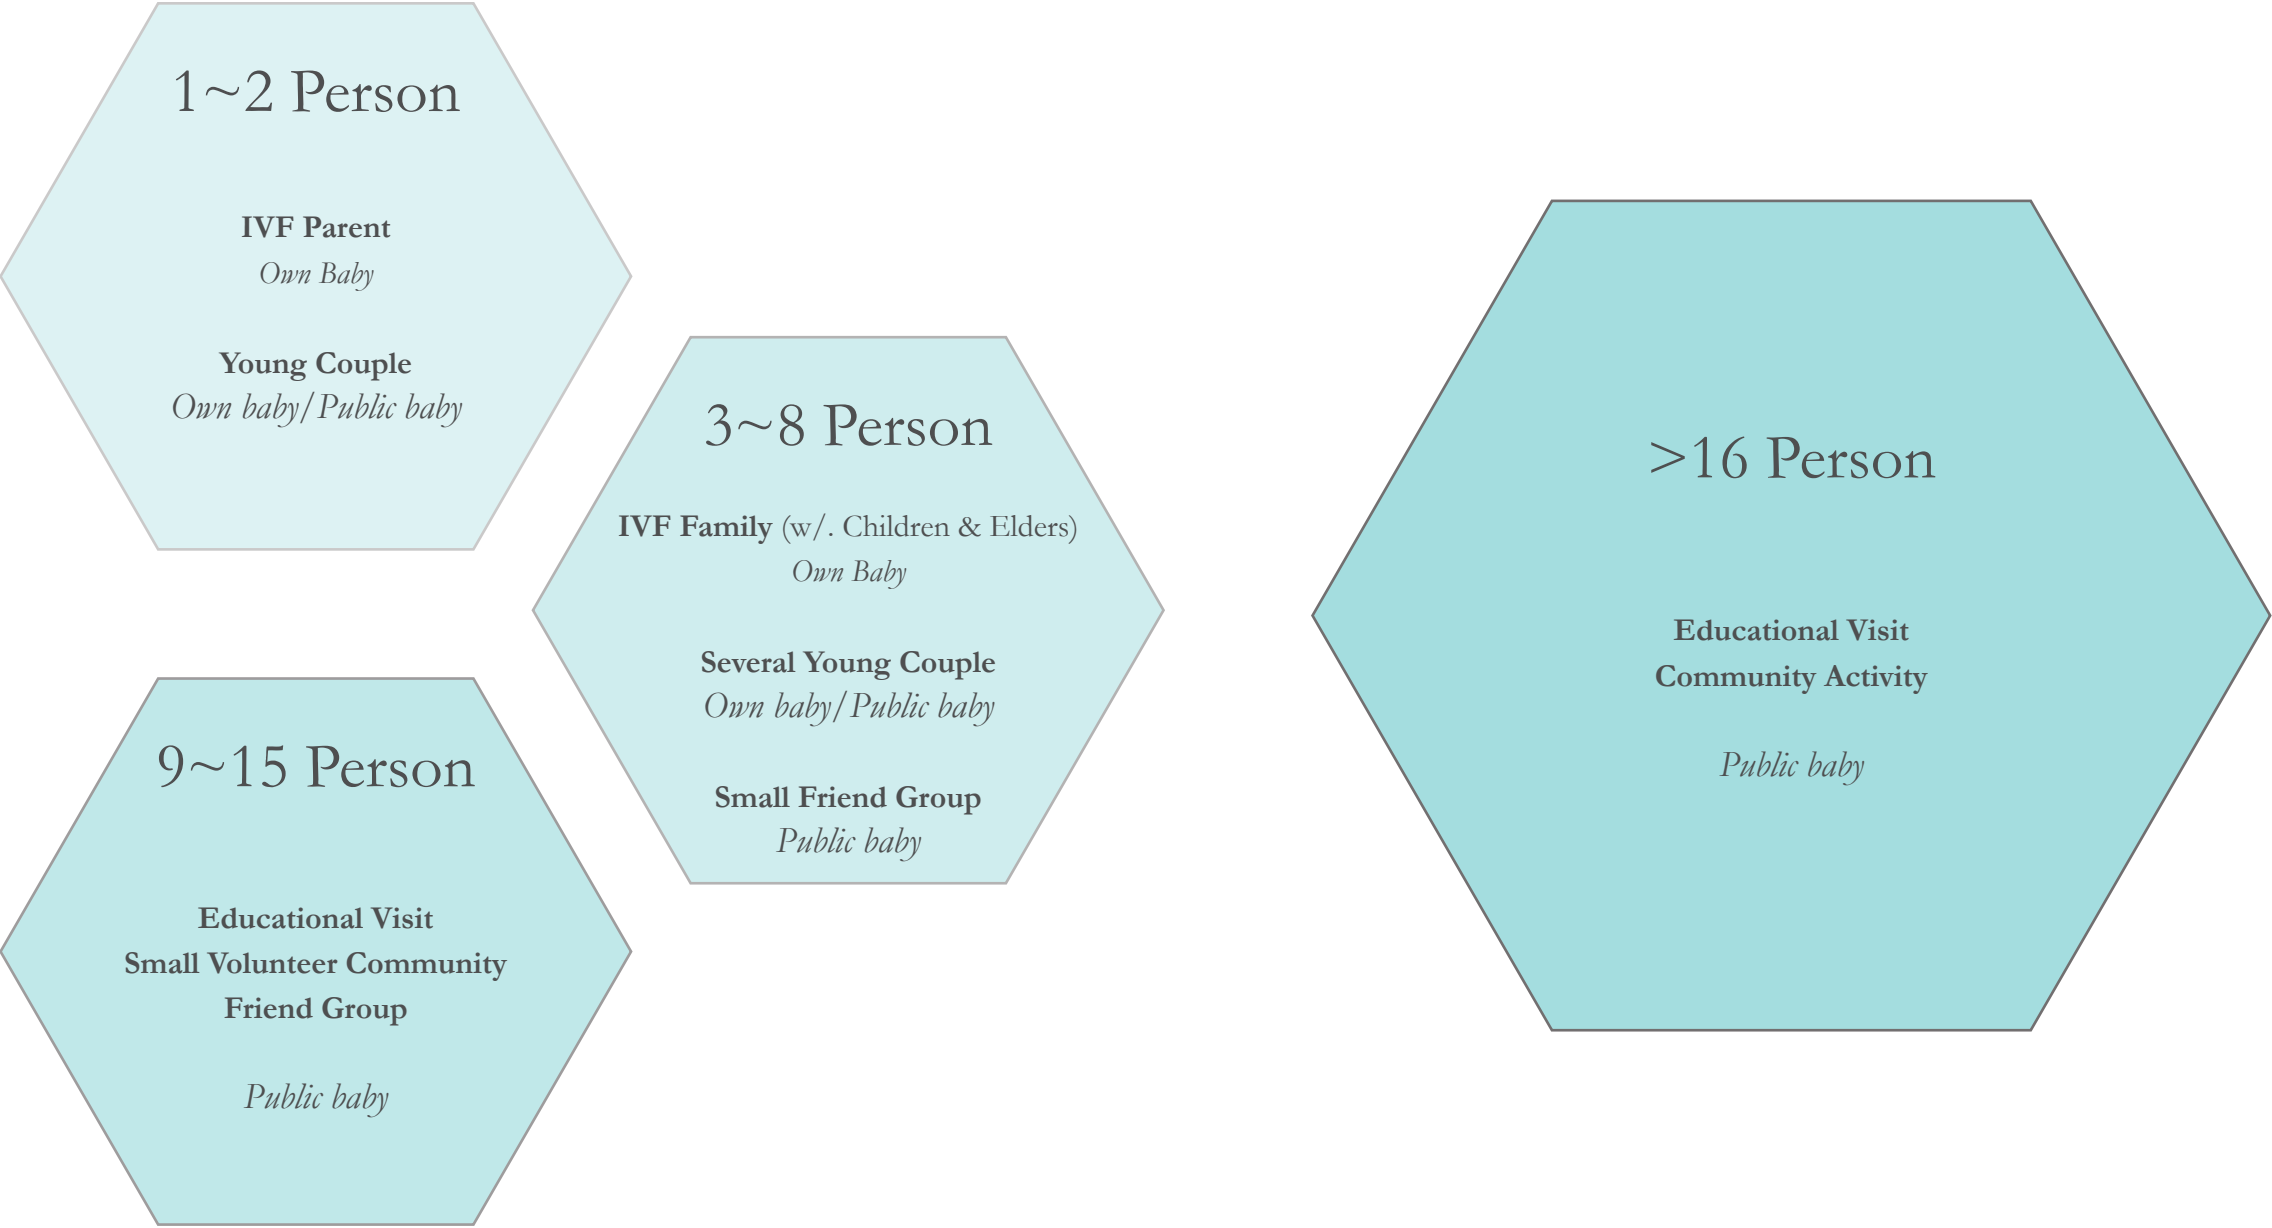 1~2 Person
IVF Parent
Own Baby
Young Couple
Own baby/Public baby
3~8 Person
IVF Family (w/. Children & Elders)
Own Baby
Several Young Couple
Own baby/Public baby
Small Friend Group
Public baby
9~15 Person
Educational Visit
Small Volunteer Community
Friend Group
Public baby
>16 Person
Educational Visit
Community Activity
Public baby